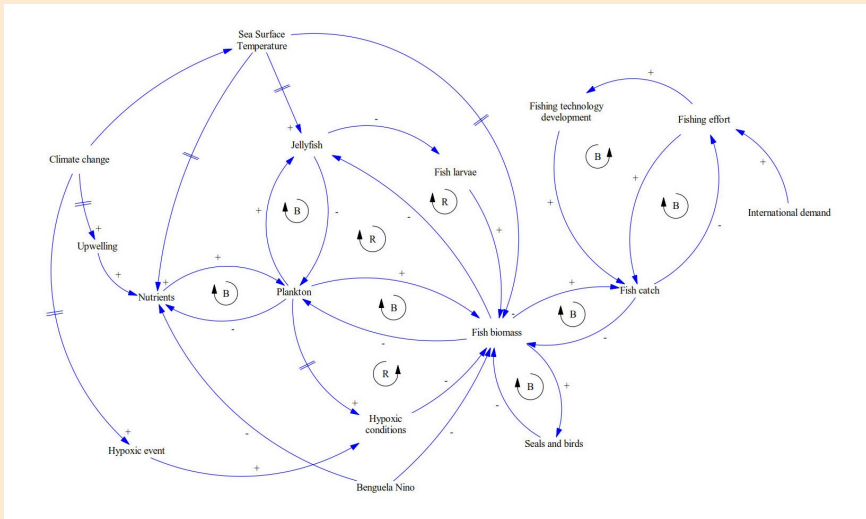 Sea Surface
Temperature
+
Fishing technology
development
Fishing effort
-
+
Jellyfish
B
Climate change
Fish larvae
+
+
+
B
R
International demand
+
B
-
-
+
-
R
+
Upwelling
-
+
+
+
+
+
Nutrients
B
Plankton
B
-
+
-
Fish catch
B
-
-
Fish biomass
-
R
-
B
+
+
Hypoxic
conditions
-
+
-
-
Seals and birds
Hypoxic event
+
Benguela Nino